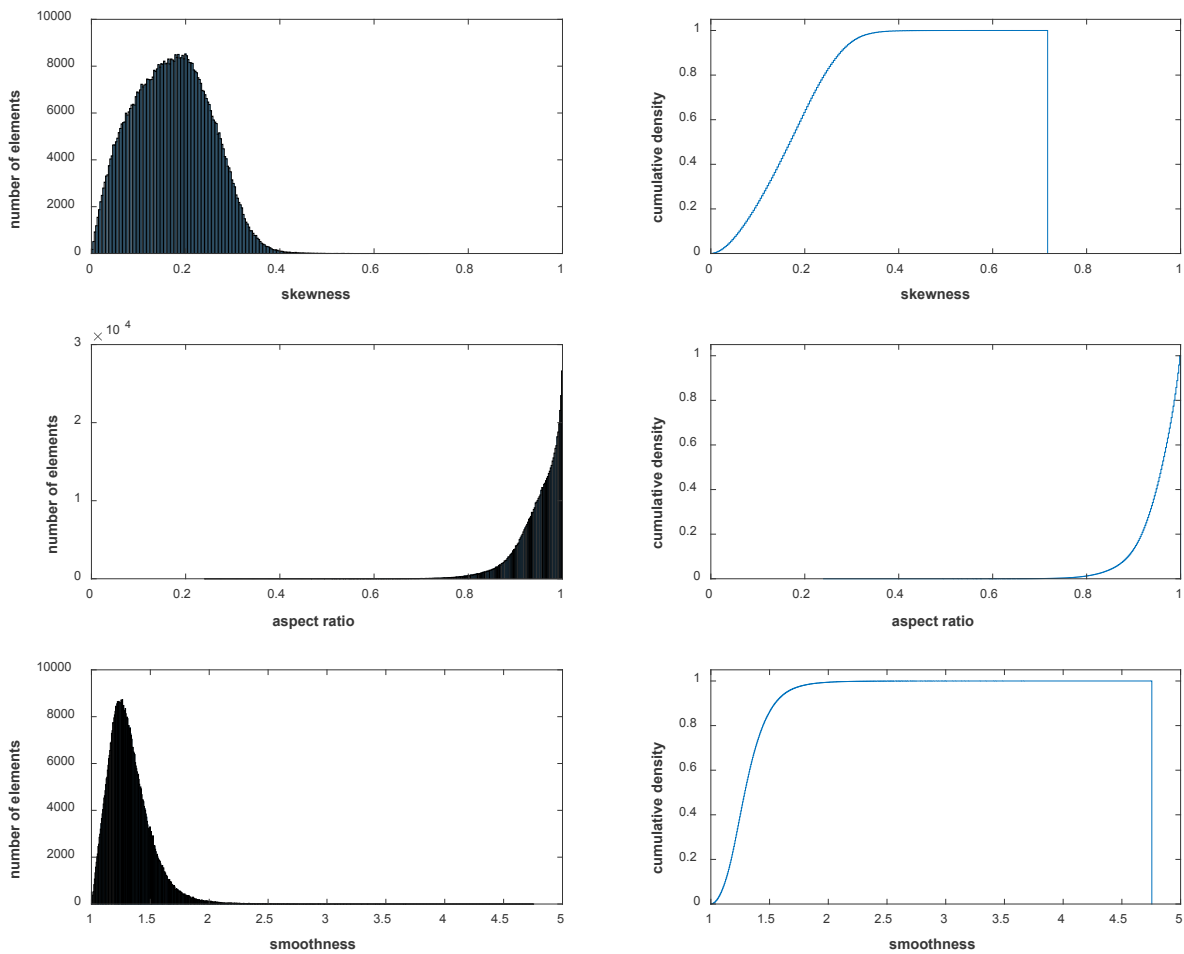 10000
8000
6000
4000
2000
0
number of elements
0 0.2 0.4 0.6 0.8 1
skewness
1
0.8
0.6
0.4
0.2
0
cumulative density
0 0.2 0.4 0.6 0.8 1
skewness
× 10 4
3
2
1
0
number of elements
0 0.2 0.4 0.6 0.8 1
aspect ratio
1
0.8
0.6
0.4
0.2
0
cumulative density
0 0.2 0.4 0.6 0.8 1
aspect ratio
10000
8000
6000
4000
2000
0
number of elements
1 1.5 2 2.5 3 3.5 4 4.5 5
smoothness
1
0.8
0.6
0.4
0.2
0
cumulative density
1 1.5 2 2.5 3 3.5 4 4.5 5
smoothness